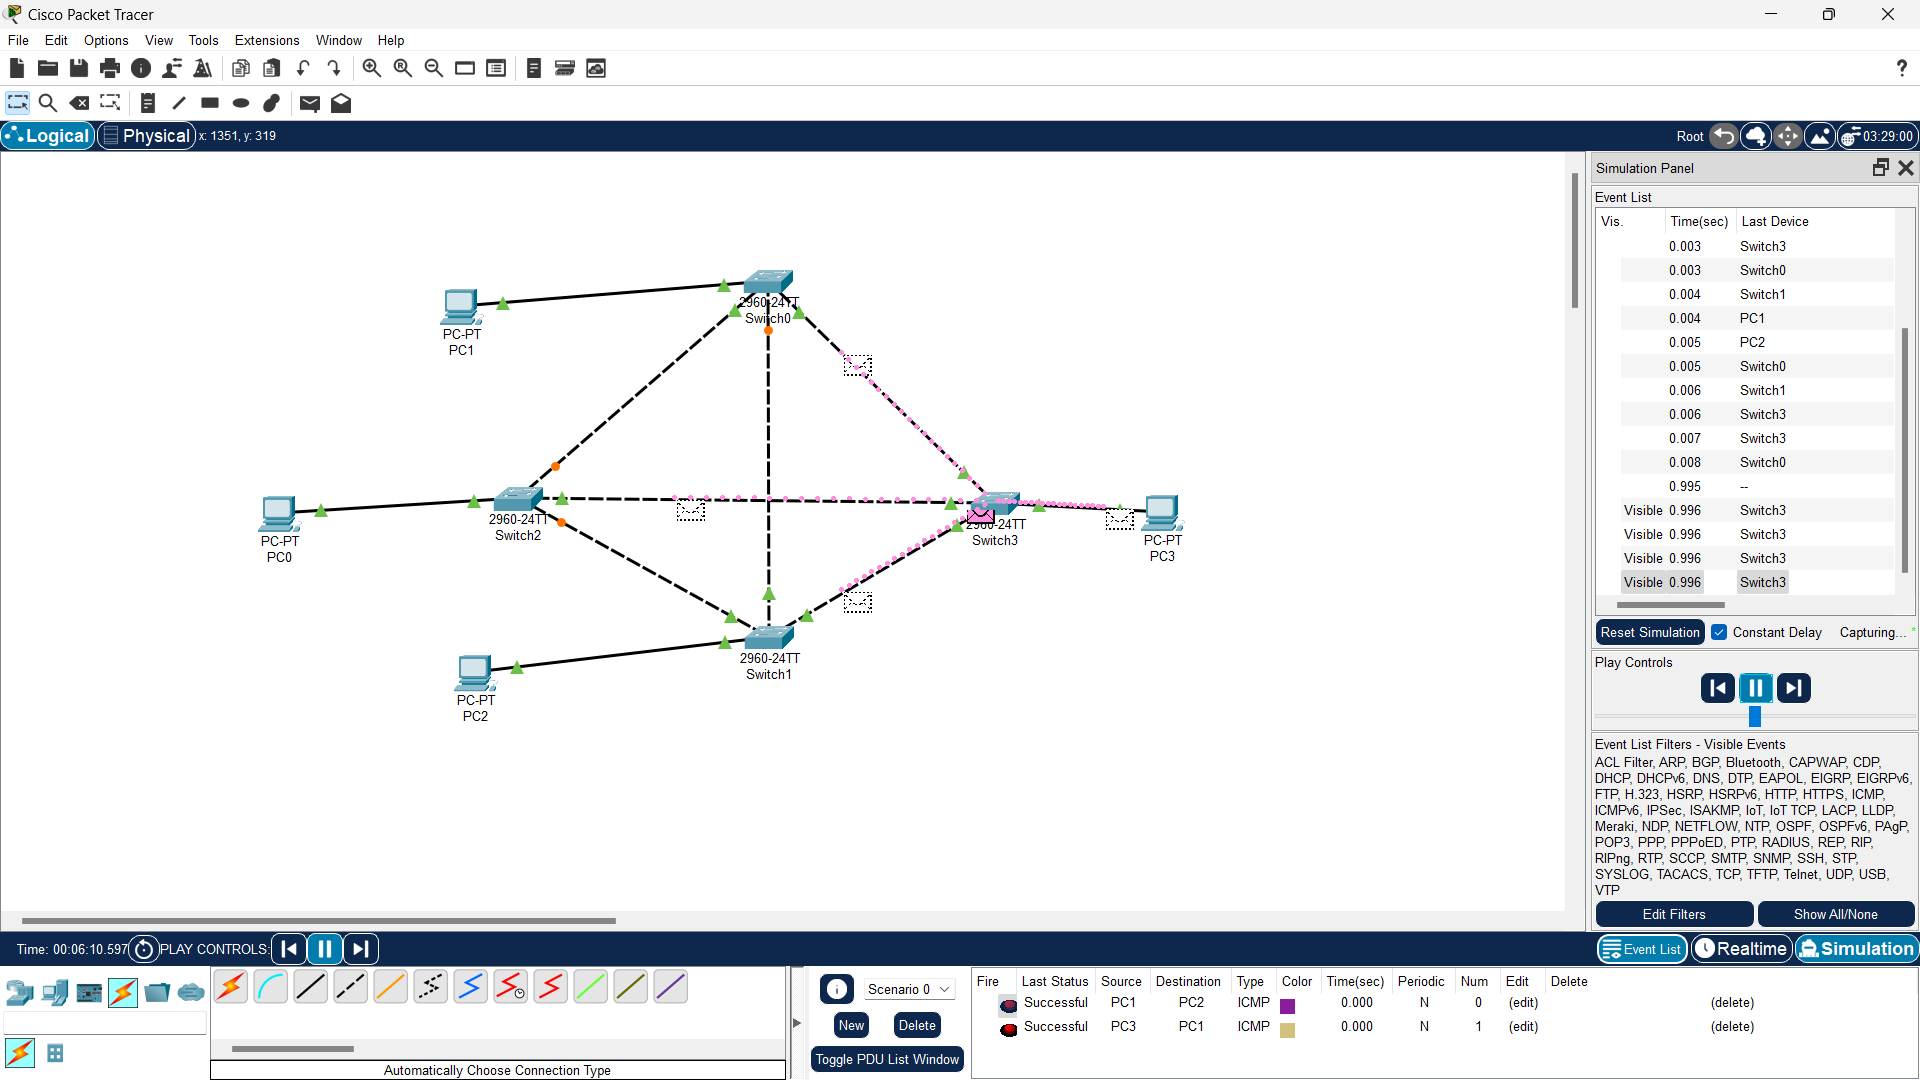 Cisco Packet Tracer
File Edit Options View Tools Extensions Window Help
Logical Physical x: 1351, y: 319 Root 03:29:00
PC-PT
PC1
2960-24TT
Switch0
PC-PT
PC0
2960-24TT
Switch2
2960-24TT
Switch3
PC-PT
PC3
2960-24TT
Switch1
PC-PT
PC2
Simulation Panel
Event List
Vis. Time(sec) Last Device
0.003 Switch3
0.003 Switch0
0.004 Switch1
0.004 PC1
0.005 PC2
0.005 Switch0
0.006 Switch1
0.006 Switch3
0.007 Switch3
0.008 Switch0
0.995 --
Visible 0.996 Switch3
Visible 0.996 Switch3
Visible 0.996 Switch3
Visible 0.996 Switch3
Reset Simulation Constant Delay Capturing... *
Play Controls
Event List Filters - Visible Events
ACL Filter, ARP, BGP, Bluetooth, CAPWAP, CDP,
DHCP, DHCPv6, DNS, DTP, EAPOL, EIGRP, EIGRPv6,
FTP, H.323, HSRP, HSRPv6, HTTP, HTTPS, ICMP,
ICMPv6, IPSec, ISAKMP, IoT, IoT TCP, LACP, LLDP,
Meraki, NDP, NETFLOW, NTP, OSPF, OSPFv6, PAgP,
POP3, PPP, PPPoED, PTP, RADIUS, REP, RIP,
RIPng, RTP, SCCP, SMTP, SNMP, SSH, STP,
SYSLOG, TACACS, TCP, TFTP, Telnet, UDP, USB,
VTP
Edit Filters Show All/None
Time: 00:06:10.597 PLAY CONTROLS: Event List Realtime Simulation
Automatically Choose Connection Type
Scenario 0
New Delete
Toggle PDU List Window
Fire Last Status Source Destination Type Color Time(sec) Periodic Num Edit Delete
Successful PC1 PC2 ICMP 0.000 N 0 (edit) (delete)
Successful PC3 PC1 ICMP 0.000 N 1 (edit) (delete)